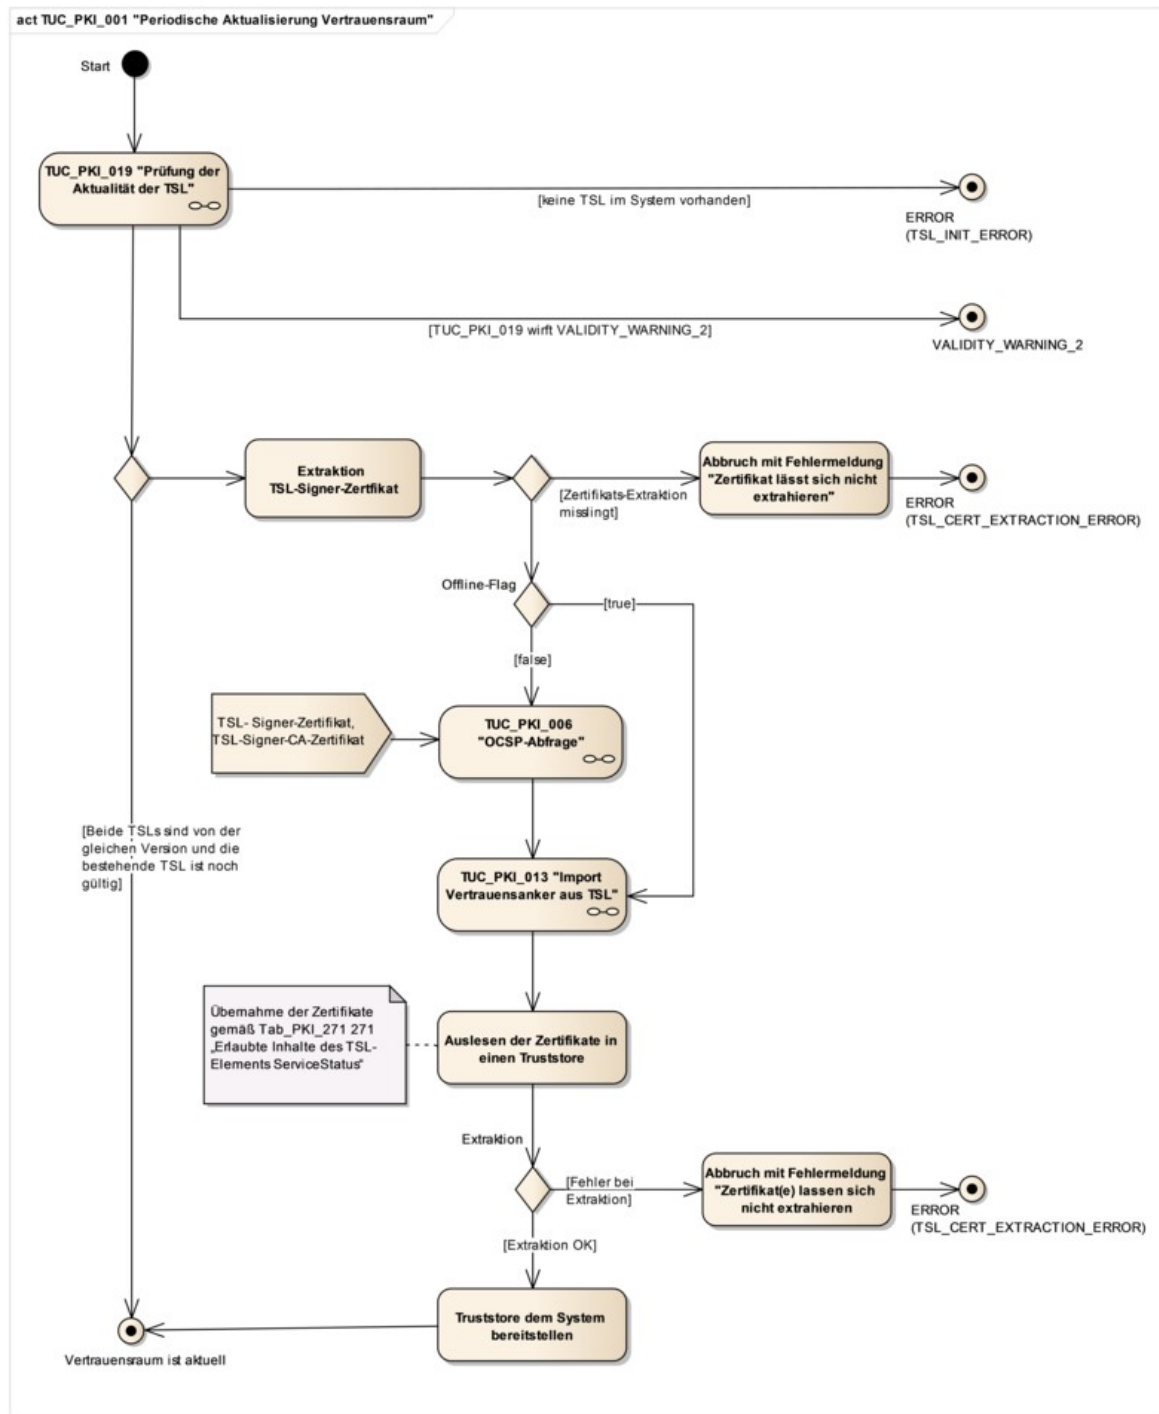 act TUC_PKI_001 "Periodische Aktualisierung Vertrauensraum"
Start
TUC_PKI_019 "Prüfung der
Aktualität der TSL"
[keine TSL im System vorhanden]
ERROR
(TSL_INIT_ERROR)
[TUC_PKI_019 wirft VALIDITY_WARNING_2]
VALIDITY_WARNING_2
Extraktion
TSL-Signer-Zertfikat
[Zertifikats-Extraktion
misslingt]
Abbruch mit Fehlermeldung
"Zertifikat lässt sich nicht
extrahieren"
ERROR
(TSL_CERT_EXTRACTION_ERROR)
Offline-Flag
[true]
[false]
TSL- Signer-Zertifikat,
TSL-Signer-CA-Zertifikat
TUC_PKI_006
"OCSP-Abfrage"
[Beide TSLs sind von der
gleichen Version und die
bestehende TSL ist noch
gültig]
TUC_PKI_013 "Import
Vertrauensanker aus TSL"
Übernahme der Zertifikate
gemäß Tab_PKI_271 271
„Erlaubte Inhalte des TSL-
Elements ServiceStatus“
Auslesen der Zertifikate in
einen Truststore
Extraktion
[Fehler bei
Extraktion]
Abbruch mit Fehlermeldung
"Zertifikat(e) lassen sich
nicht extrahieren
ERROR
(TSL_CERT_EXTRACTION_ERROR)
[Extraktion OK]
Truststore dem System
bereitstellen
Vertrauensraum ist aktuell